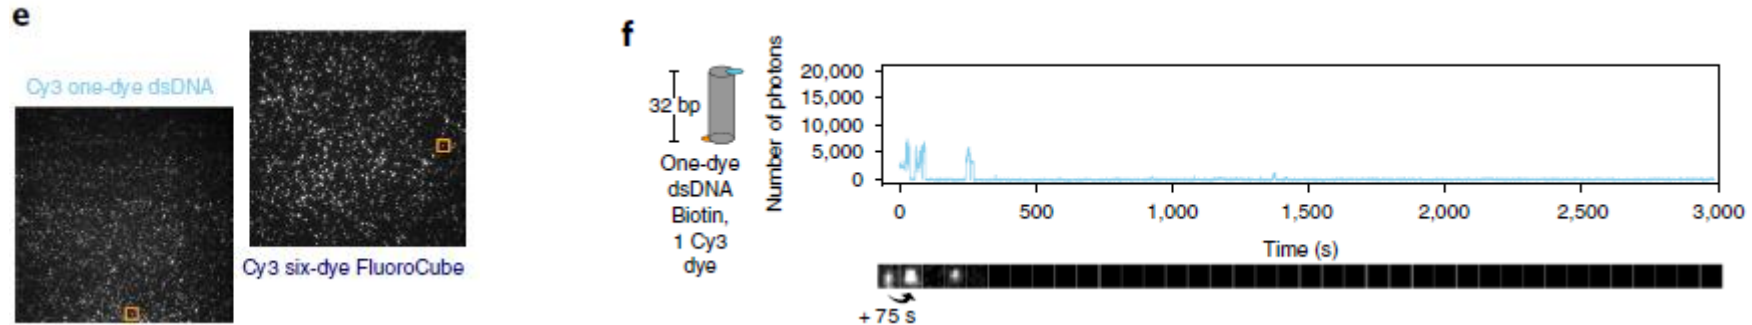 e
Cy3 one-dye dsDNA
Cy3 six-dye FluoroCube
f
32 bp
One-dye
dsDNA
Biotin,
1 Cy3
dye
Number of photons
20,000
15,000
10,000
5,000
0
0 500 1,000 1,500 2,000 2,500 3,000
Time (s)
+ 75 s